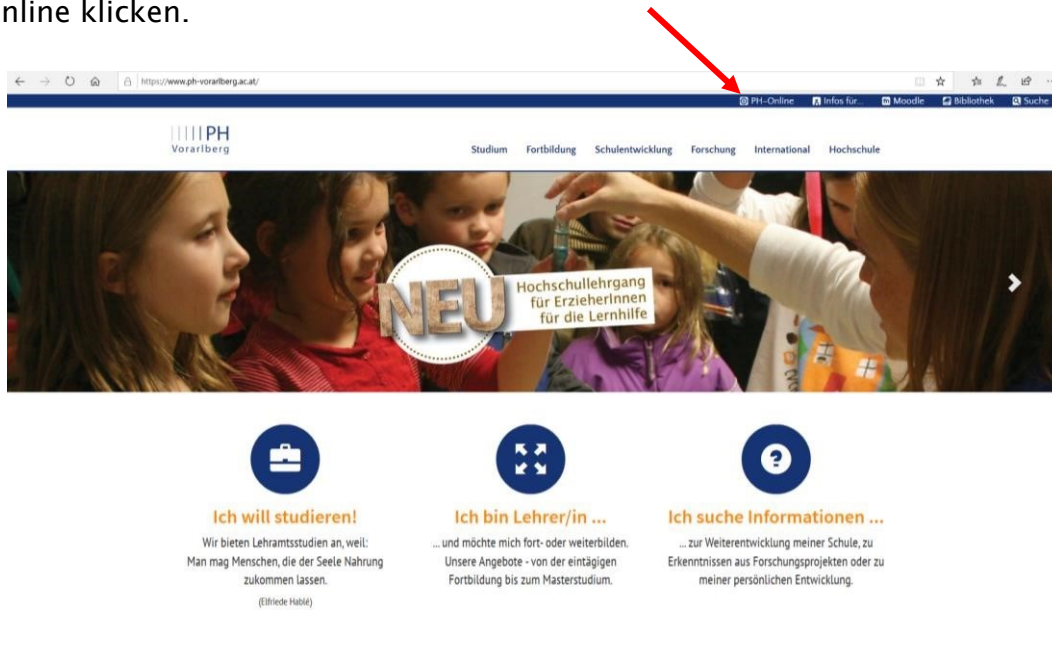 nline klicken.
https://www.ph-vorarlberg.ac.at/
PH-Online Infos für... Moodle Bibliothek Suche
PH
Vorarlberg
Studium Fortbildung Schulentwicklung Forschung International Hochschule
NEU
Hochschullehrgang
für ErzieherInnen
für die Lernhilfe
Ich will studieren!
Wir bieten Lehramtsstudien an, weil:
Man mag Menschen, die der Seele Nahrung
zukommen lassen.
(Elfriede Hablé)
Ich bin Lehrer/in ...
... und möchte mich fort- oder weiterbilden.
Unsere Angebote - von der eintägigen
Fortbildung bis zum Masterstudium.
Ich suche Informationen ...
... zur Weiterentwicklung meiner Schule, zu
Erkenntnissen aus Forschungsprojekten oder zu
meiner persönlichen Entwicklung.